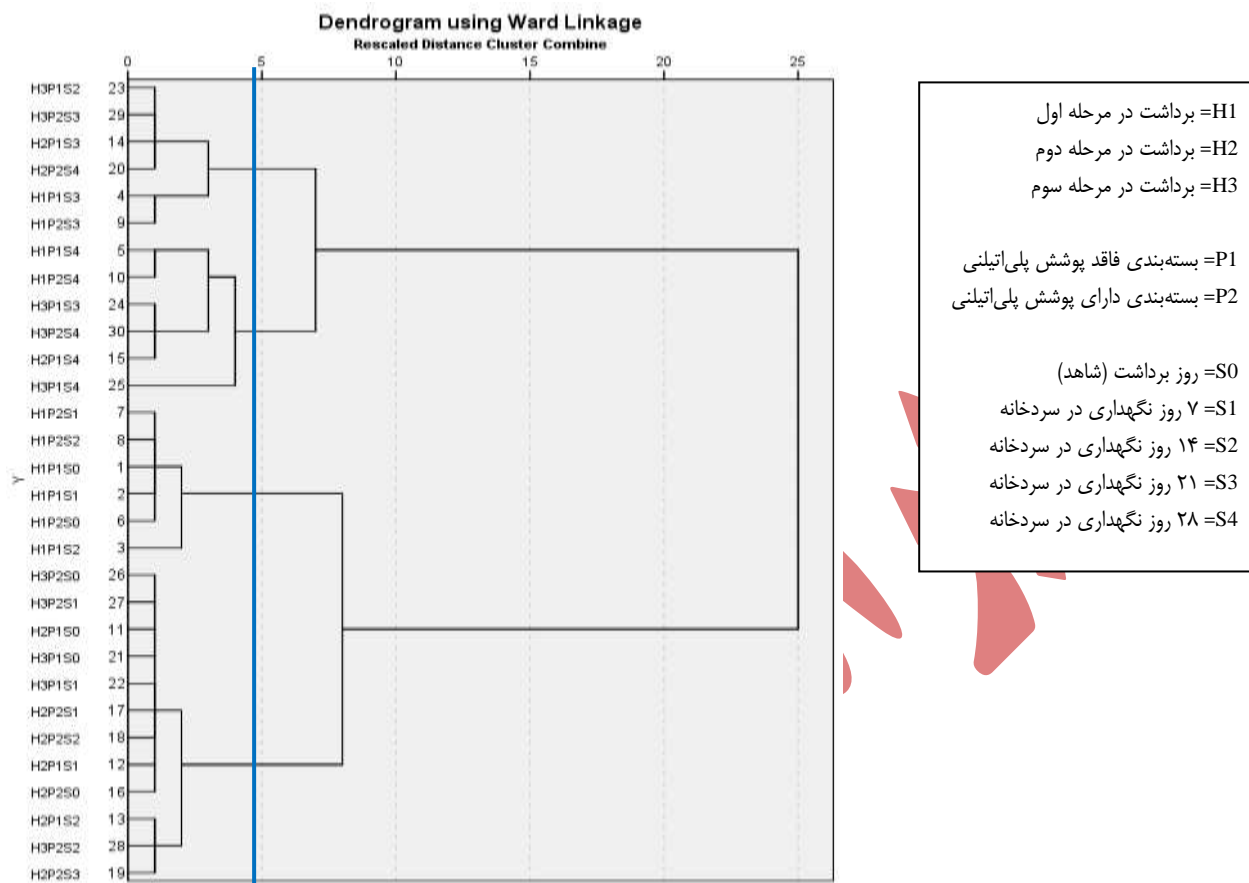 Dendrogram using Ward Linkage
Rescaled Distance Cluster Combine
0 5 10 15 20 25
H3P1S2 23
H3P2S3 29
H2P1S3 14
H2P2S4 20
H1P1S3 4
H1P2S3 9
H1P1S4 5
H1P2S4 10
H3P1S3 24
H3P2S4 30
H2P1S4 15
H3P1S4 25
H1P2S1 7
H1P2S2 8
H1P1S0 1
H1P1S1 2
H1P2S0 6
H1P1S2 3
H3P2S0 26
H3P2S1 27
H2P1S0 11
H3P1S0 21
H3P1S1 22
H2P2S1 17
H2P2S2 18
H2P1S1 12
H2P2S0 16
H2P1S2 13
H3P2S2 28
H2P2S3 19
H1= برداشت در مرحله اول
H2= برداشت در مرحله دوم
H3= برداشت در مرحله سوم
P1= بسته‌بندی فاقد پوشش پلی‌اتیلنی
P2= بسته‌بندی دارای پوشش پلی‌اتیلنی
S0= روز برداشت (شاهد)
S1= ۷ روز نگهداری در سردخانه
S2= ۱۴ روز نگهداری در سردخانه
S3= ۲۱ روز نگهداری در سردخانه
S4= ۲۸ روز نگهداری در سردخانه